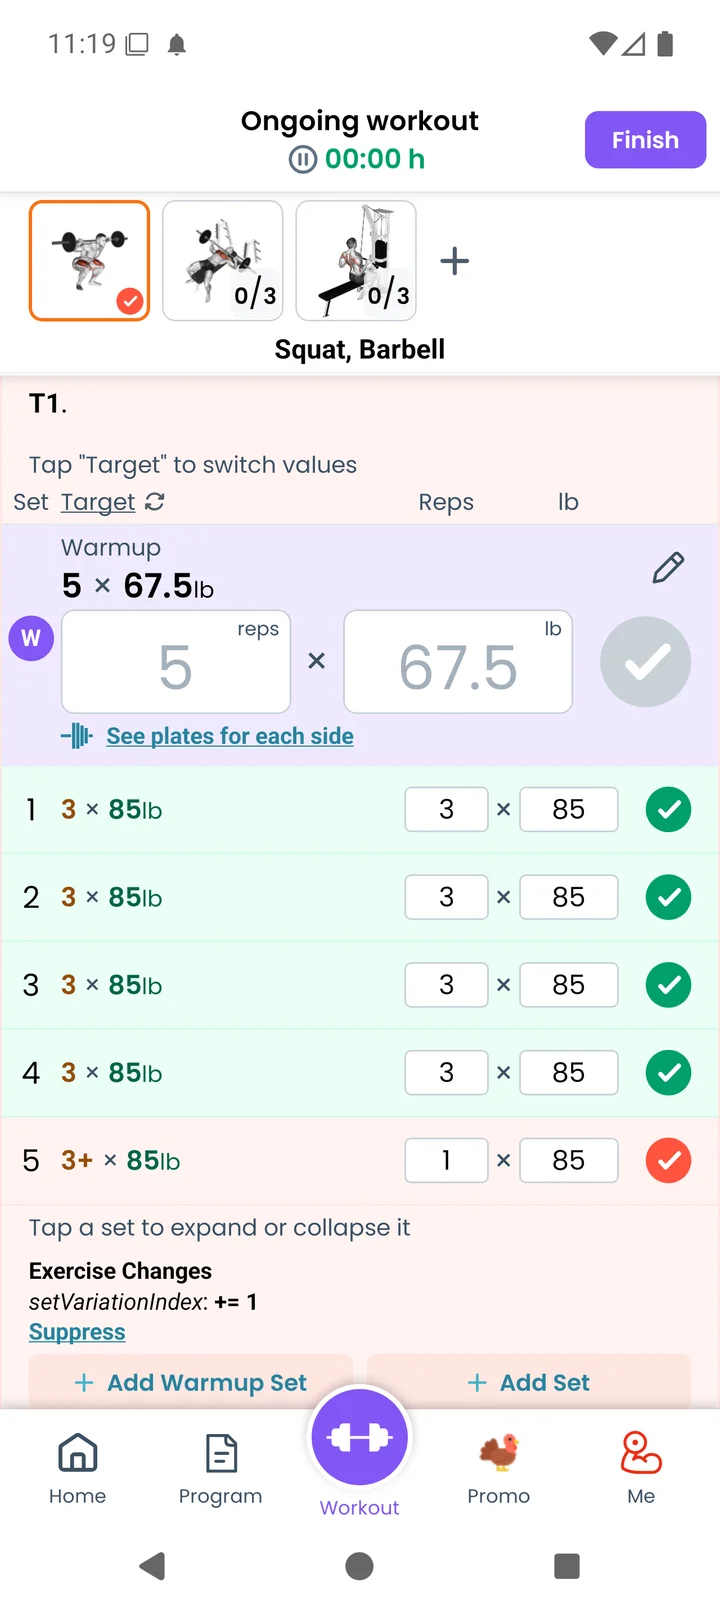 11:19
Ongoing workout
00:00 h
Finish
0/3
0/3
Squat, Barbell
T1.
Tap "Target" to switch values
Set Target Reps lb
Warmup
5 × 67.5lb
W
reps
5
×
lb
67.5
See plates for each side
1 3 × 85lb 3 × 85
2 3 × 85lb 3 × 85
3 3 × 85lb 3 × 85
4 3 × 85lb 3 × 85
5 3+ × 85lb 1 × 85
Tap a set to expand or collapse it
Exercise Changes
setVariationIndex: += 1
Suppress
+ Add Warmup Set
+ Add Set
Home
Program
Workout
Promo
Me